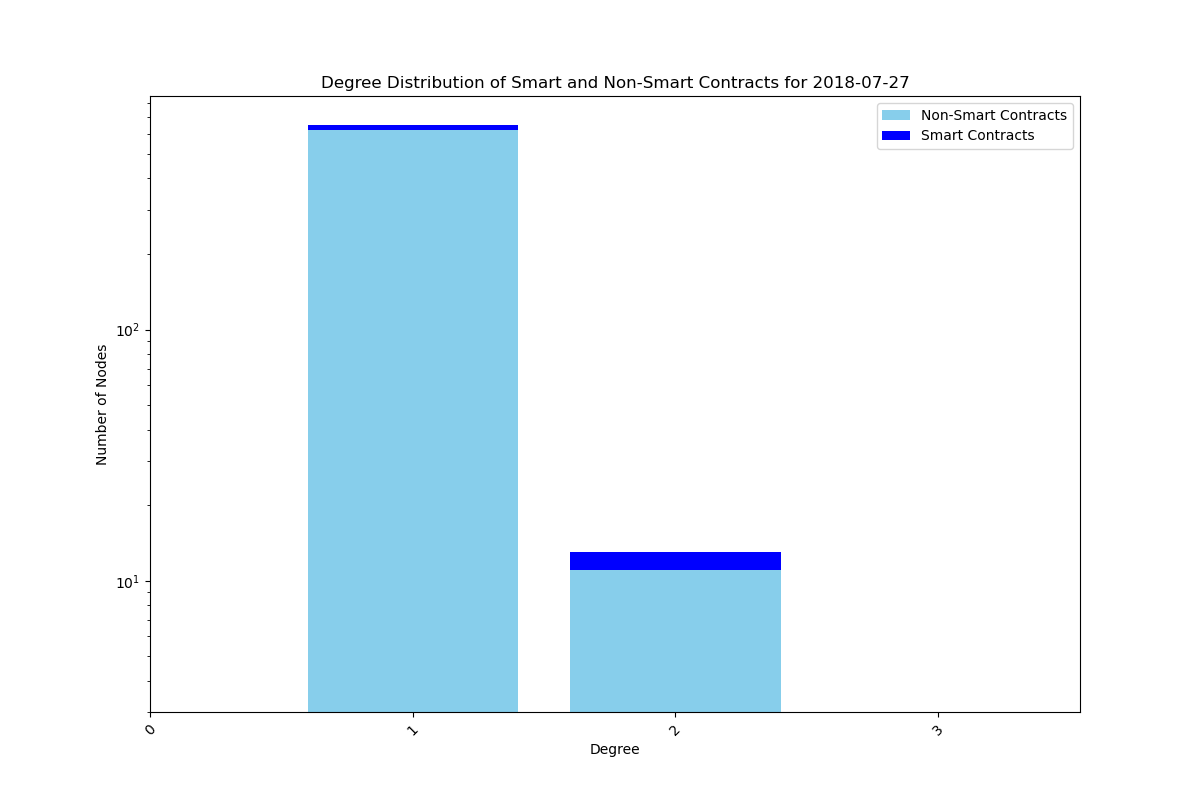 Degree Distribution of Smart and Non-Smart Contracts for 2018-07-27
Non-Smart Contracts
Smart Contracts
Number of Nodes
10²
10¹
0
1
2
3
Degree